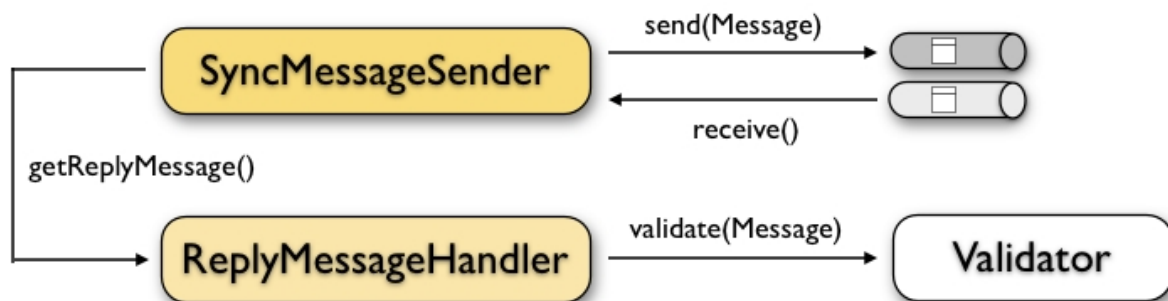 send(Message)
SyncMessageSender
receive()
getReplyMessage()
validate(Message)
ReplyMessageHandler
Validator